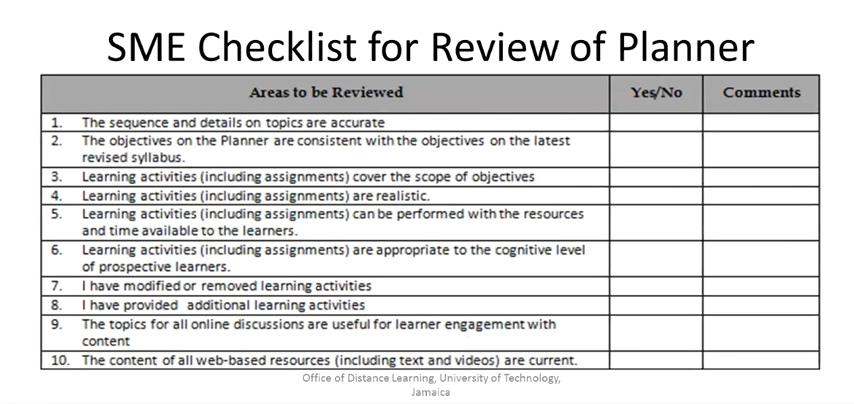 SME Checklist for Review of Planner
Areas to be Reviewed Yes/No Comments
1. The sequence and details on topics are accurate
2. The objectives on the Planner are consistent with the objectives on the latest
revised syllabus.
3. Learning activities (including assignments) cover the scope of objectives
4. Learning activities (including assignments) are realistic.
5. Learning activities (including assignments) can be performed with the resources
and time available to the learners.
6. Learning activities (including assignments) are appropriate to the cognitive level
of prospective learners.
7. I have modified or removed learning activities
8. I have provided additional learning activities
9. The topics for all online discussions are useful for learner engagement with
content
10. The content of all web-based resources (including text and videos) are current.
Office of Distance Learning, University of Technology,
Jamaica